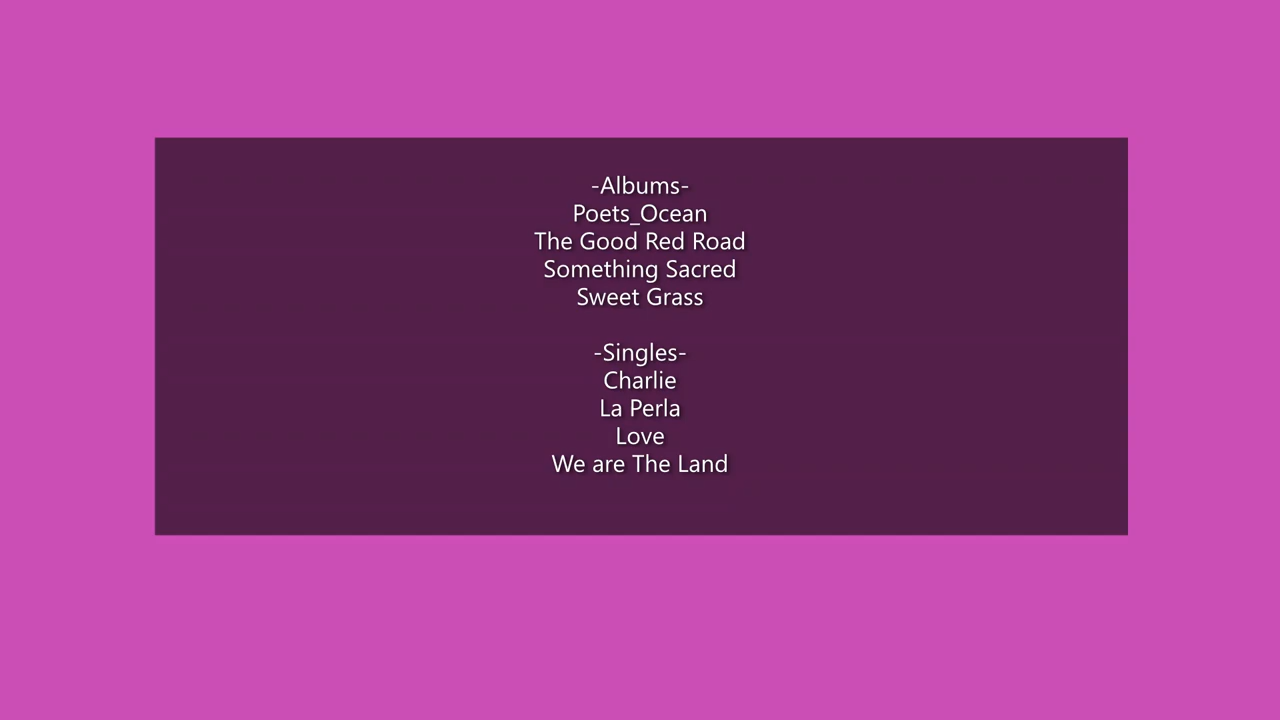 -Albums-
Poets_Ocean
The Good Red Road
Something Sacred
Sweet Grass
-Singles-
Charlie
La Perla
Love
We are The Land